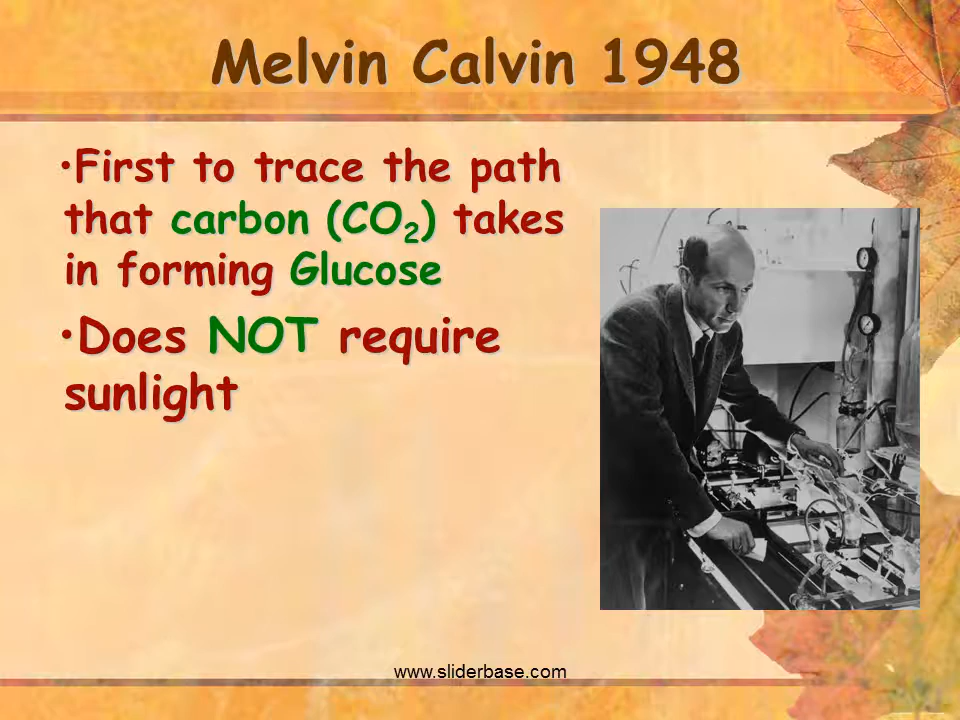 Melvin Calvin 1948
•First to trace the path
that carbon (CO₂) takes
in forming Glucose
•Does NOT require
sunlight
www.sliderbase.com